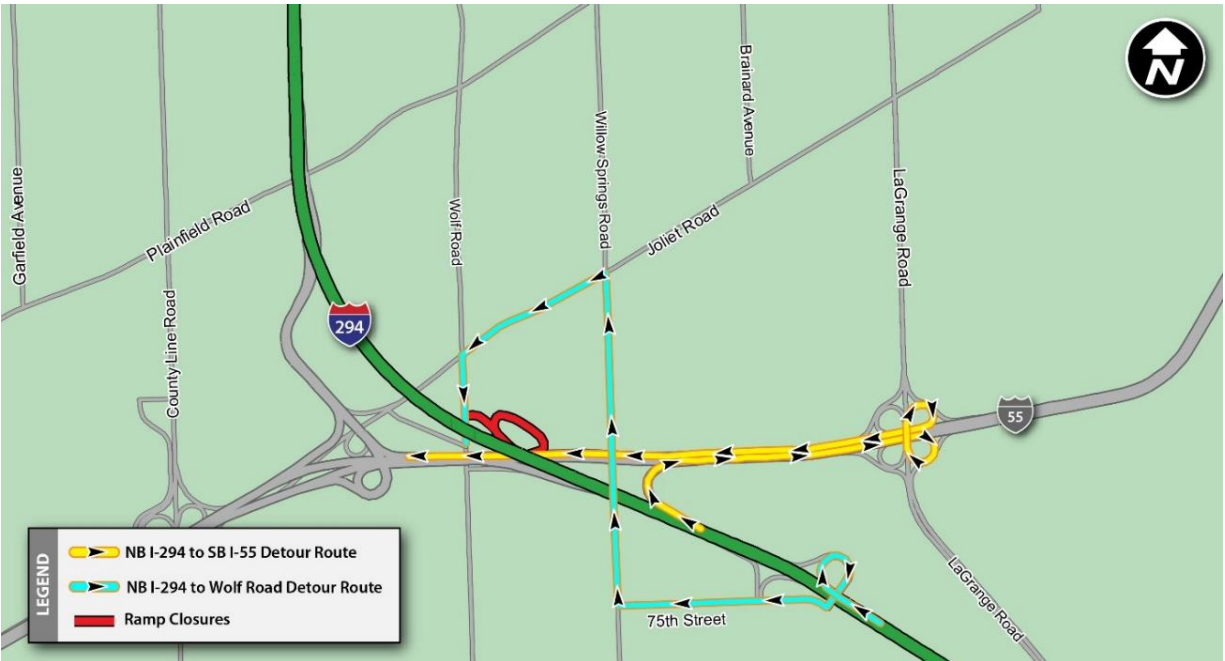 N
Garfield Avenue
Plainfield Road
County Line Road
294
Wolf Road
Willow Springs Road
Joliet Road
Brainard Avenue
LaGrange Road
55
75th Street
LaGrange Road
LEGEND
NB I-294 to SB I-55 Detour Route
NB I-294 to Wolf Road Detour Route
Ramp Closures